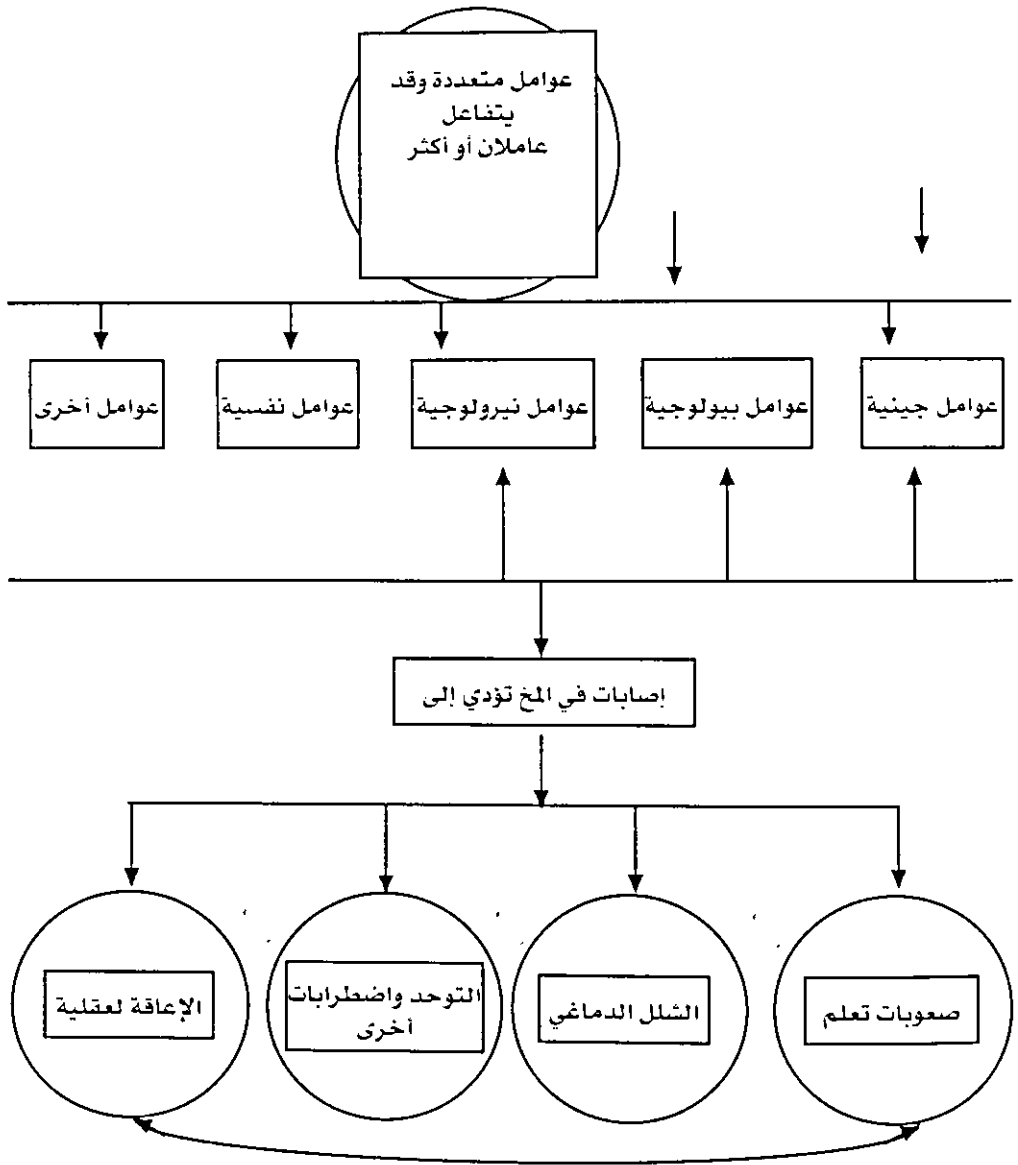 عوامل متعددة وقد
يتفاعل
عاملان أو أكثر
عوامل جينية
عوامل بيولوجية
عوامل نيرولوجية
عوامل نفسية
عوامل أخرى
إصابات في المخ تؤدي إلى
صعوبات تعلم
الشلل الدماغي
التوحد واضطرابات
أخرى
الإعاقة لعقلية